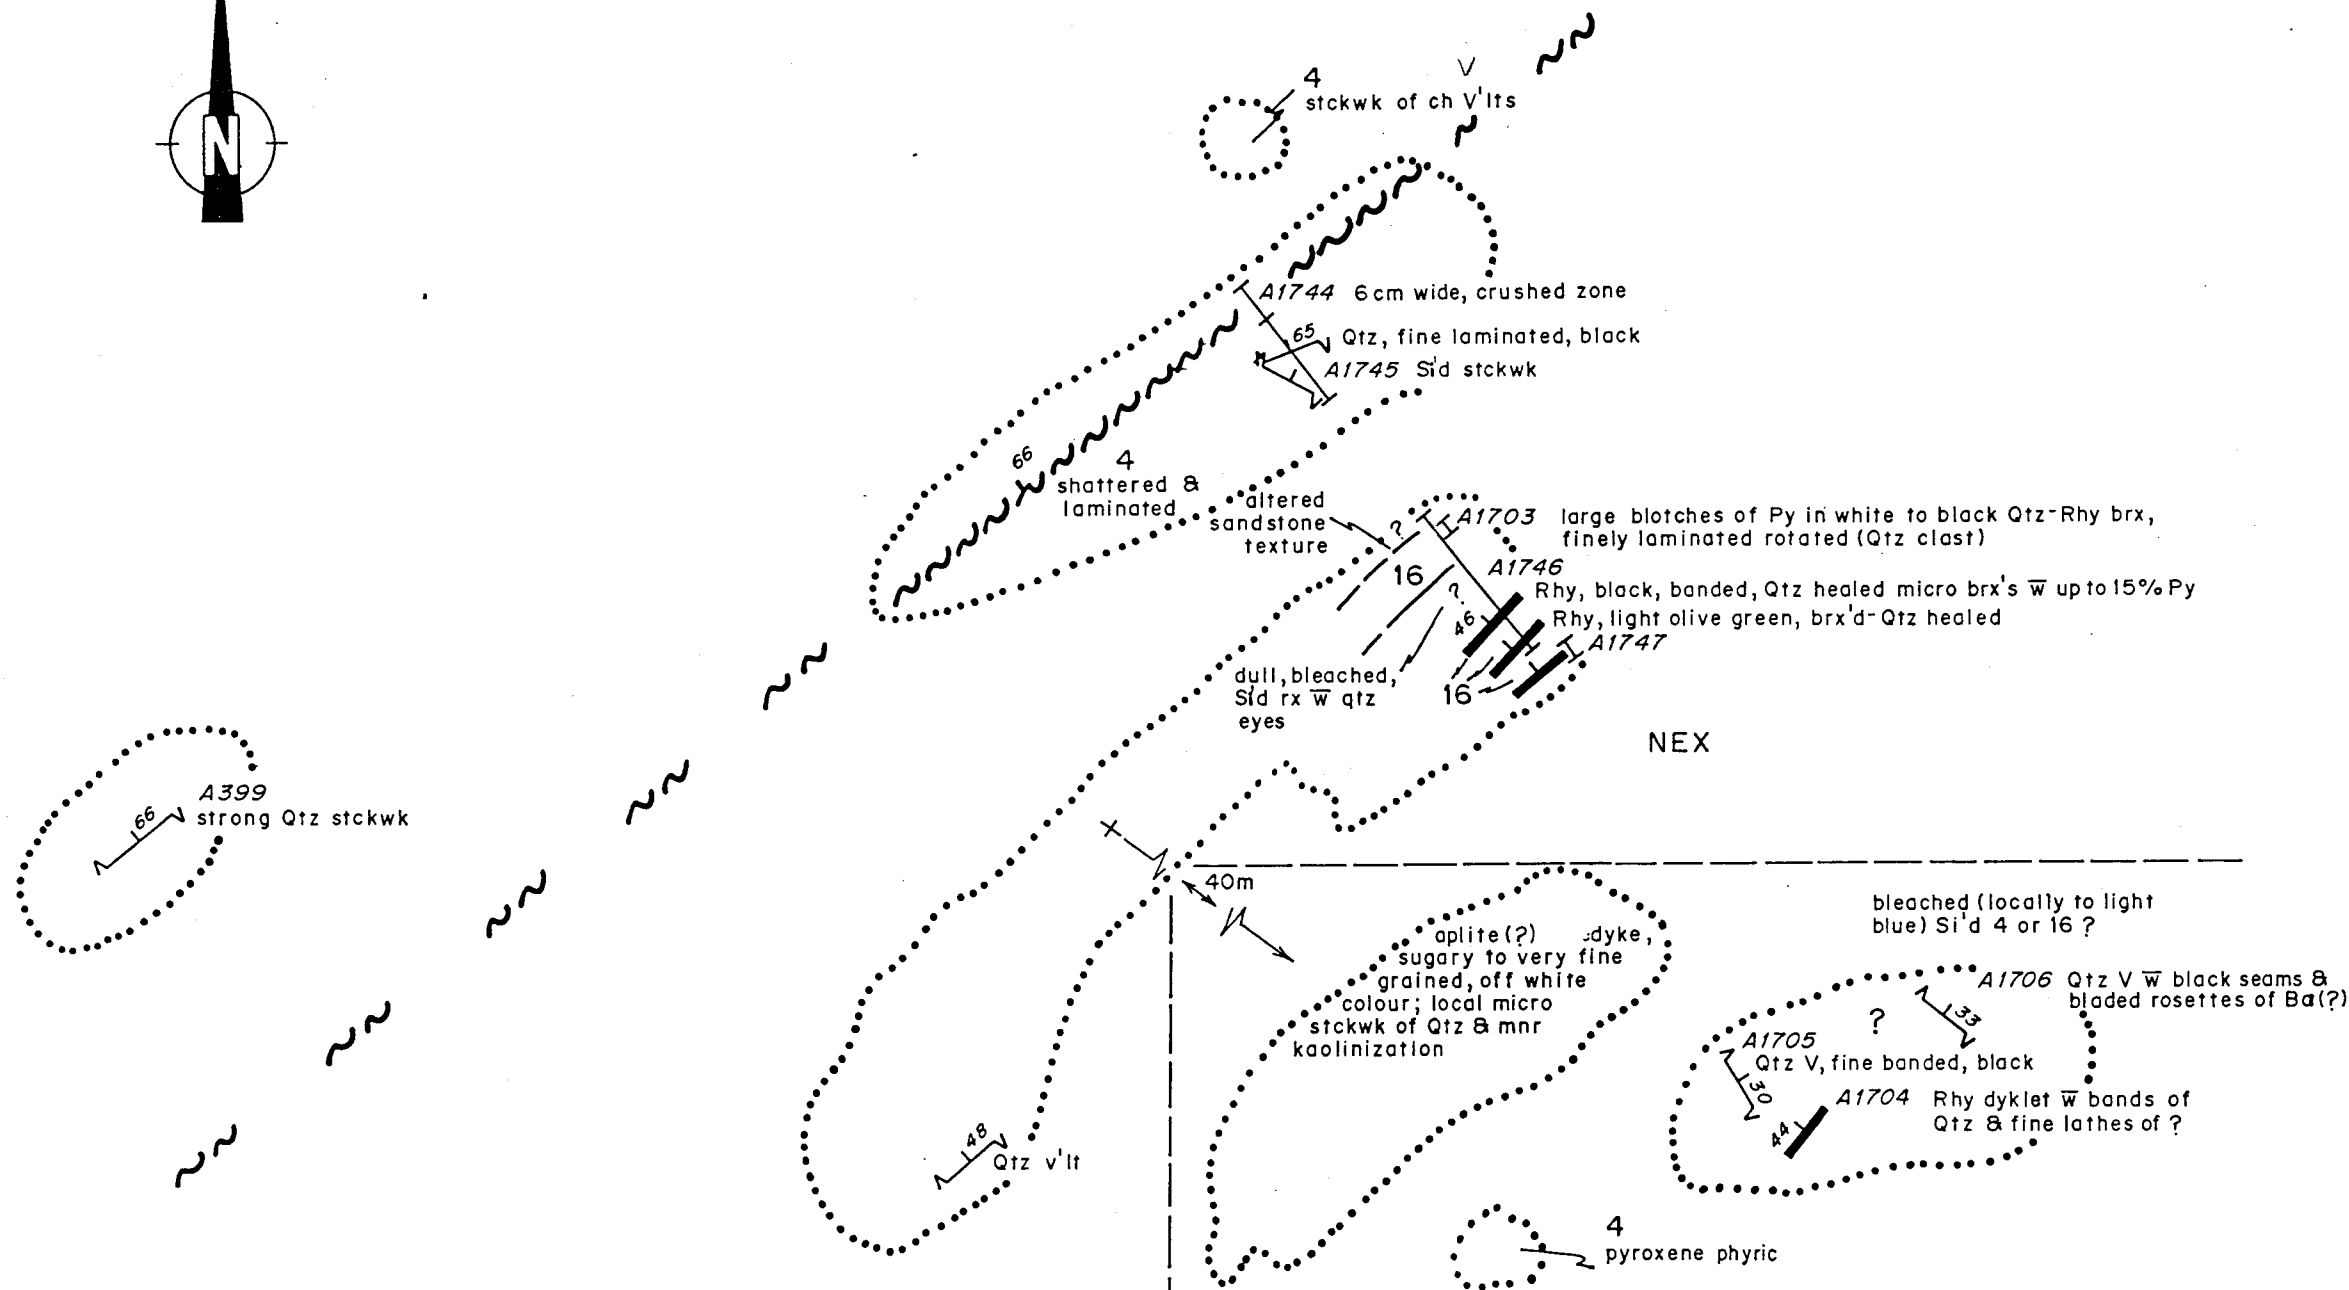 N
V
4
stckwk of ch V'lts
A1744 6cm wide, crushed zone
65 Qtz, fine laminated, black
A1745 Si'd stckwk
66
4
shattered &
laminated
altered
sandstone
texture
?
A1703 large blotches of Py in white to black Qtz-Rhy brx,
finely laminated rotated (Qtz clast)
16
A1746
?
Rhy, black, banded, Qtz healed micro brx's w̅ up to 15% Py
46
Rhy, light olive green, brx'd-Qtz healed
A1747
dull, bleached,
Si'd rx w̅ qtz
eyes
16
NEX
A399
66
strong Qtz stckwk
40m
bleached (locally to light
blue) Si'd 4 or 16 ?
aplite(?) dyke,
sugary to very fine
grained, off white
colour; local micro
stckwk of Qtz & mnr
kaolinization
A1706 Qtz V w̅ black seams &
bladed rosettes of Ba(?)
33
?
A1705
Qtz V, fine banded, black
30
A1704 Rhy dyklet w̅ bands of
Qtz & fine lathes of ?
44
48
Qtz v'lt
4
pyroxene phyric